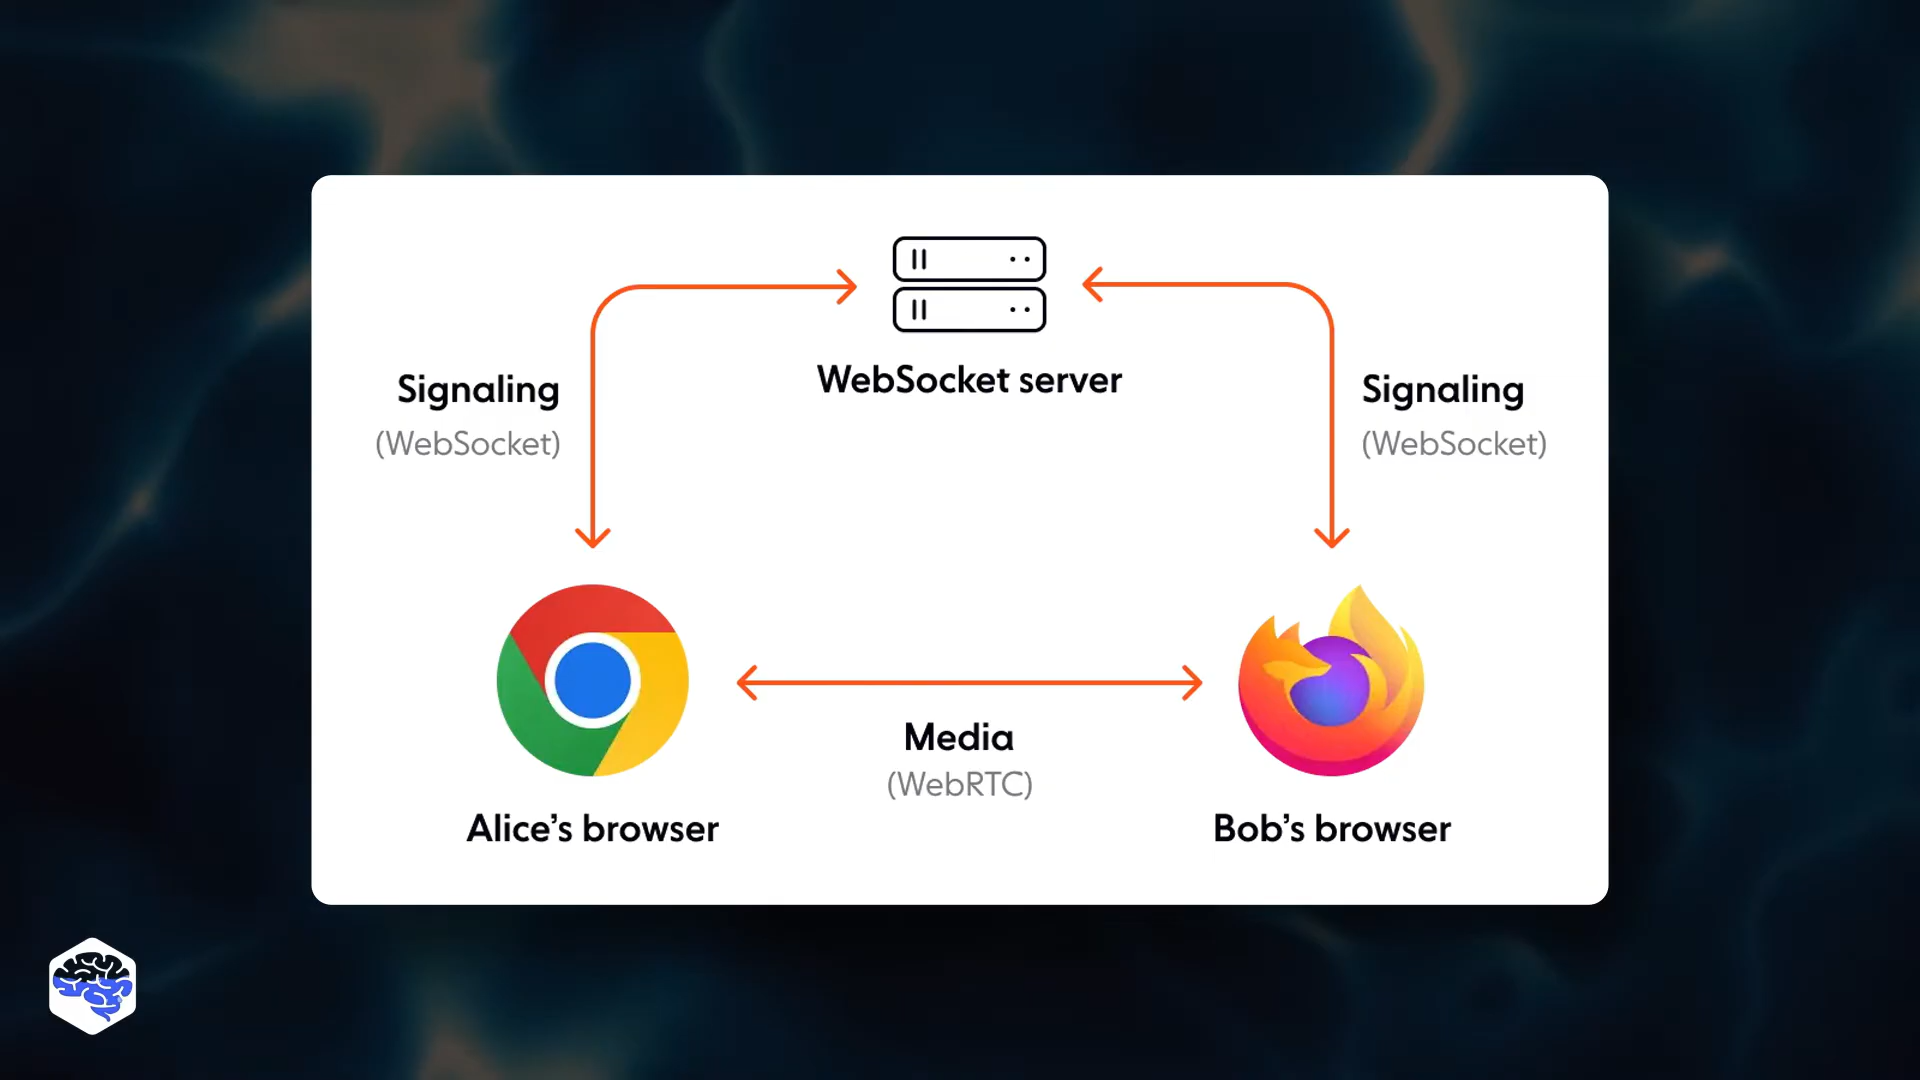 WebSocket server
Signaling
(WebSocket)
Signaling
(WebSocket)
Media
(WebRTC)
Alice’s browser
Bob’s browser